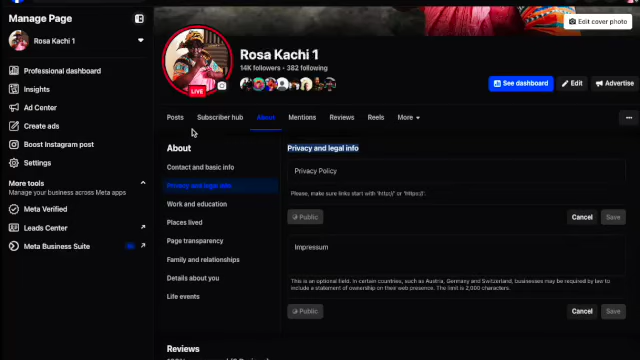 Manage Page
Rosa Kachi 1
Professional dashboard
Insights
Ad Center
Create ads
Boost Instagram post
Settings
More tools
Manage your business across Meta apps
Meta Verified
Leads Center
Meta Business Suite
Edit cover photo
LIVE
Rosa Kachi 1
14K followers • 382 following
See dashboard
Edit
Advertise
Posts
Subscriber hub
About
Mentions
Reviews
Reels
More
About
Contact and basic info
Privacy and legal info
Work and education
Places lived
Page transparency
Family and relationships
Details about you
Life events
Privacy and legal info
Privacy Policy
Please, make sure links start with 'http://' or 'https://'.
Public
Cancel
Save
Impressum
This is an optional field. In certain countries, such as Austria, Germany and Switzerland, businesses may be required by law to
include a statement of ownership on their web presence. The limit is 2,000 characters.
Public
Cancel
Save
Reviews